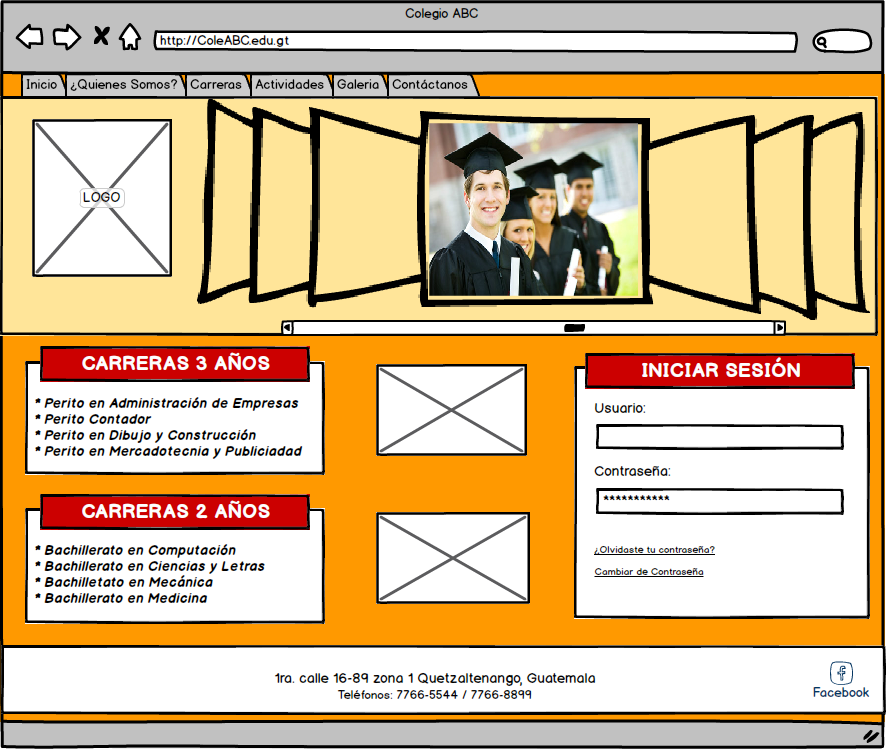 Colegio ABC
http://ColeABC.edu.gt
Inicio
¿Quienes Somos?
Carreras
Actividades
Galeria
Contáctanos
LOGO
CARRERAS 3 AÑOS
* Perito en Administración de Empresas
* Perito Contador
* Perito en Dibujo y Construcción
* Perito en Mercadotecnia y Publiciadad
CARRERAS 2 AÑOS
* Bachillerato en Computación
* Bachillerato en Ciencias y Letras
* Bachilletato en Mecánica
* Bachillerato en Medicina
INICIAR SESIÓN
Usuario:
Contraseña:
***********
¿Olvidaste tu contraseña?
Cambiar de Contraseña
1ra. calle 16-89 zona 1 Quetzaltenango, Guatemala
Teléfonos: 7766-5544 / 7766-8899
Facebook